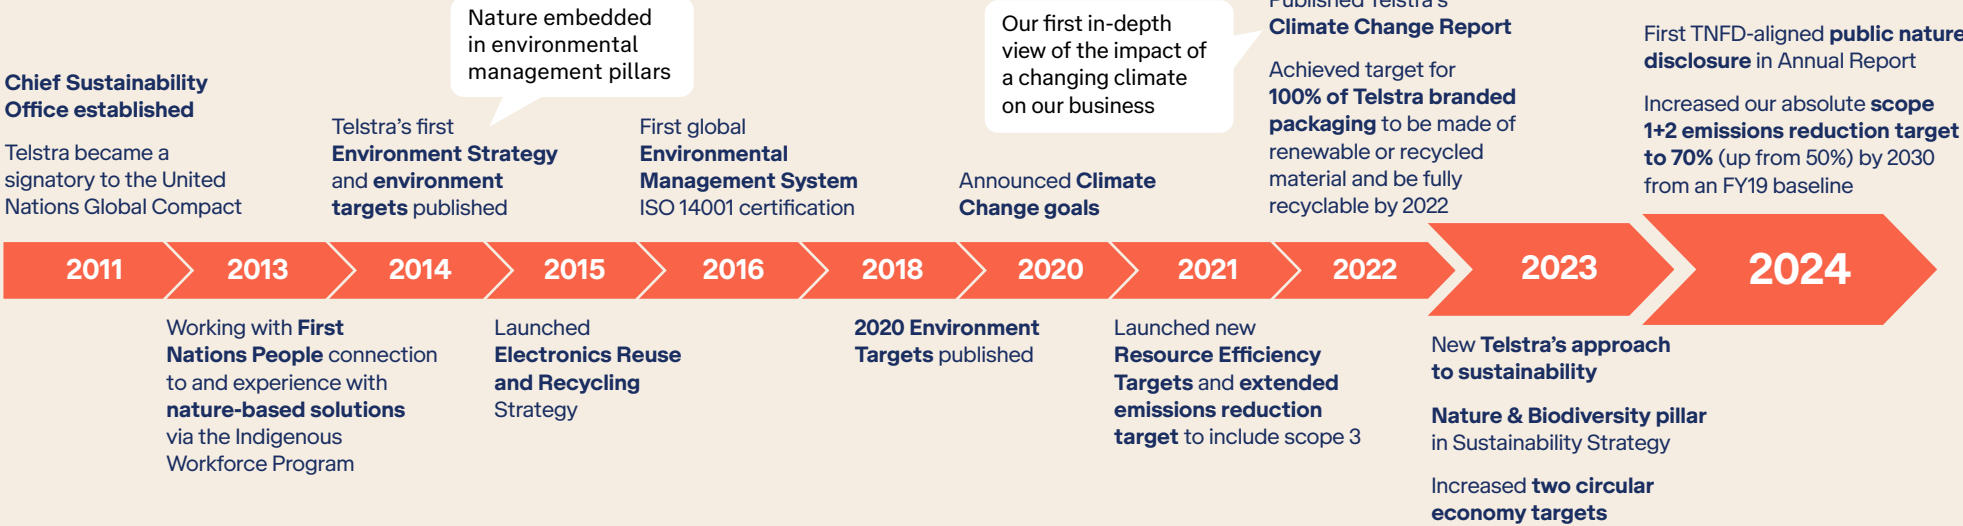 Nature embedded
in environmental
management pillars
Our first in-depth
view of the impact of
a changing climate
on our business
Published Telstra's
Climate Change Report
Achieved target for
100% of Telstra branded
packaging to be made of
renewable or recycled
material and be fully
recyclable by 2022
First TNFD-aligned public nature
disclosure in Annual Report
Increased our absolute scope
1+2 emissions reduction target
to 70% (up from 50%) by 2030
from an FY19 baseline
Chief Sustainability
Office established
Telstra became a
signatory to the United
Nations Global Compact
Telstra's first
Environment Strategy
and environment
targets published
First global
Environmental
Management System
ISO 14001 certification
Announced Climate
Change goals
2011
2013
2014
2015
2016
2018
2020
2021
2022
2023
2024
Working with First
Nations People connection
to and experience with
nature-based solutions
via the Indigenous
Workforce Program
Launched
Electronics Reuse
and Recycling
Strategy
2020 Environment
Targets published
Launched new
Resource Efficiency
Targets and extended
emissions reduction
target to include scope 3
New Telstra's approach
to sustainability
Nature & Biodiversity pillar
in Sustainability Strategy
Increased two circular
economy targets